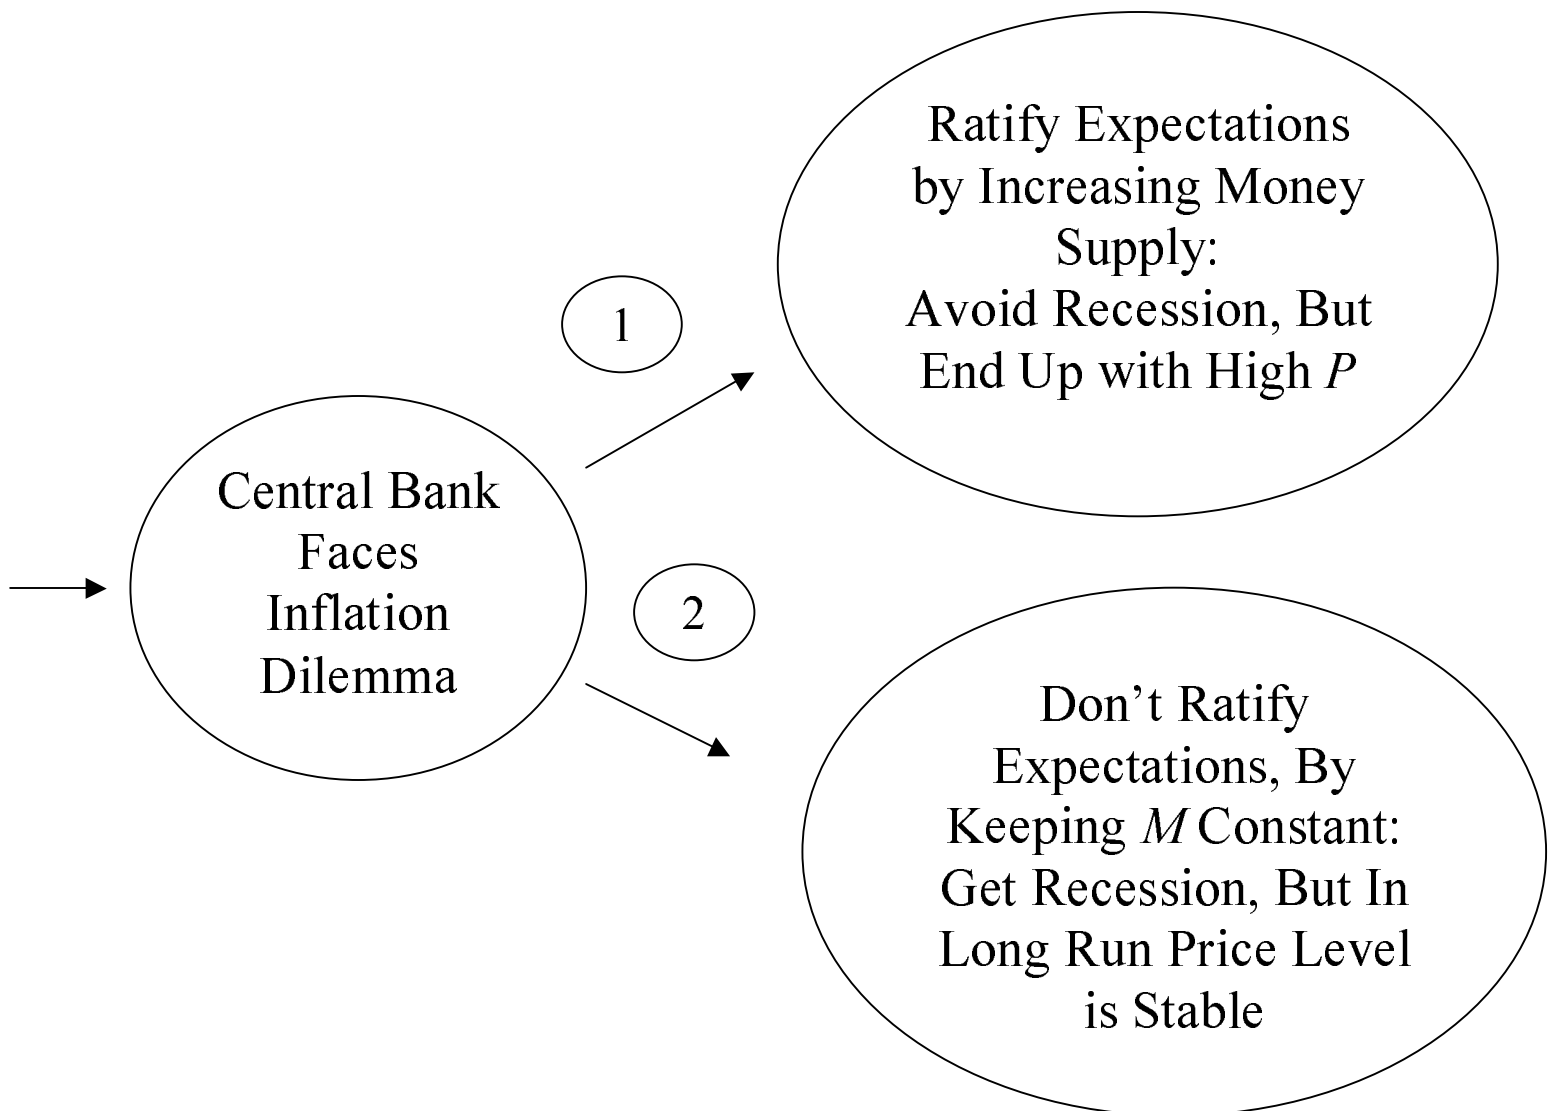 Central Bank
Faces
Inflation
Dilemma
1
Ratify Expectations
by Increasing Money
Supply:
Avoid Recession, But
End Up with High P
2
Don’t Ratify
Expectations, By
Keeping M Constant:
Get Recession, But In
Long Run Price Level
is Stable